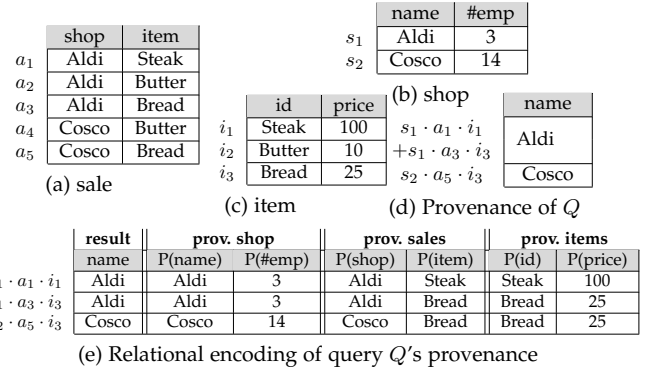 shop item
a₁ Aldi Steak
a₂ Aldi Butter
a₃ Aldi Bread
a₄ Cosco Butter
a₅ Cosco Bread
(a) sale
name #emp
s₁ Aldi 3
s₂ Cosco 14
(b) shop
id price
i₁ Steak 100
i₂ Butter 10
i₃ Bread 25
(c) item
name
s₁ · a₁ · i₁
+s₁ · a₃ · i₃
Aldi
s₂ · a₅ · i₃ Cosco
(d) Provenance of Q
result prov. shop prov. sales prov. items
name P(name) P(#emp) P(shop) P(item) P(id) P(price)
₁ · a₁ · i₁ Aldi Aldi 3 Aldi Steak Steak 100
₁ · a₃ · i₃ Aldi Aldi 3 Aldi Bread Bread 25
₂ · a₅ · i₃ Cosco Cosco 14 Cosco Bread Bread 25
(e) Relational encoding of query Q's provenance